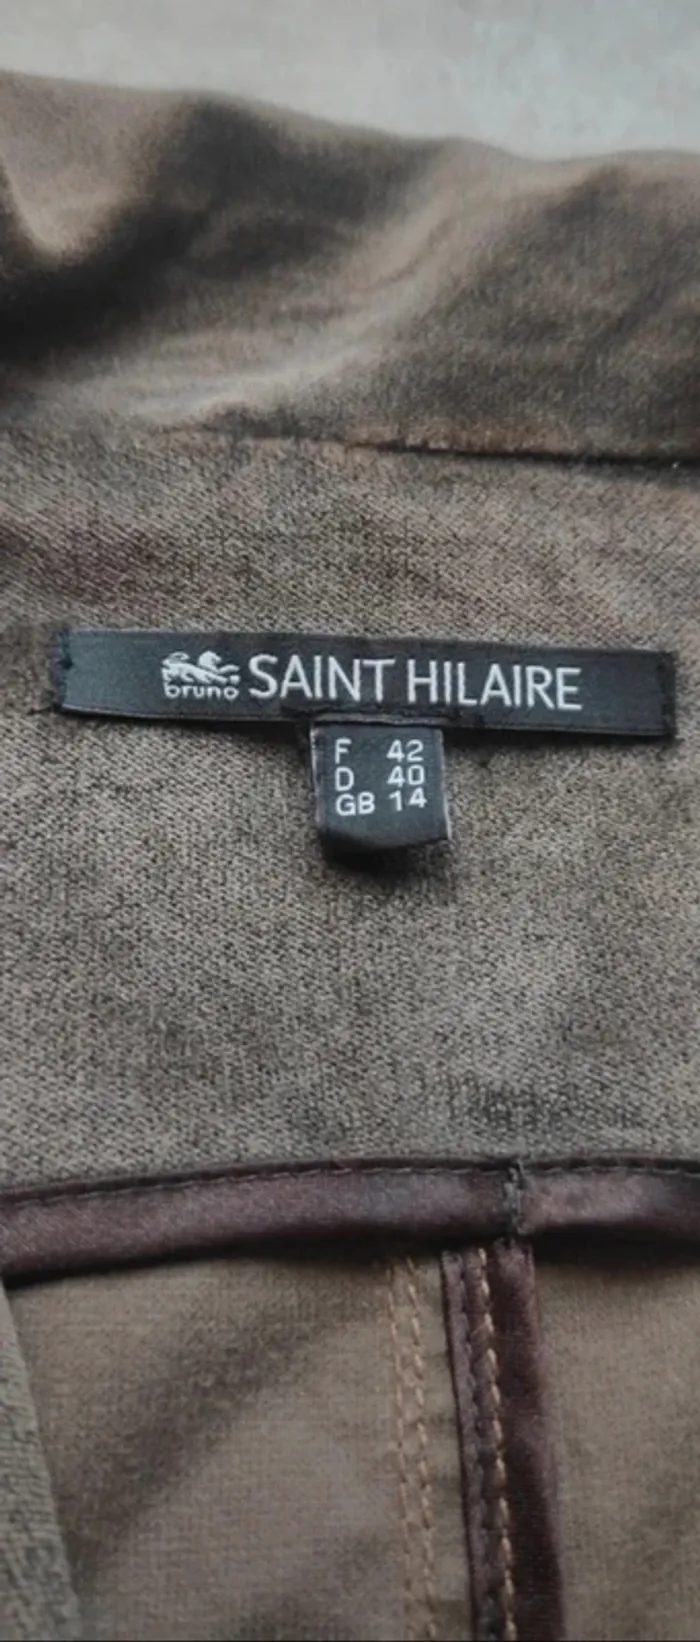 bruno SAINT HILAIRE
F 42
D 40
GB 14